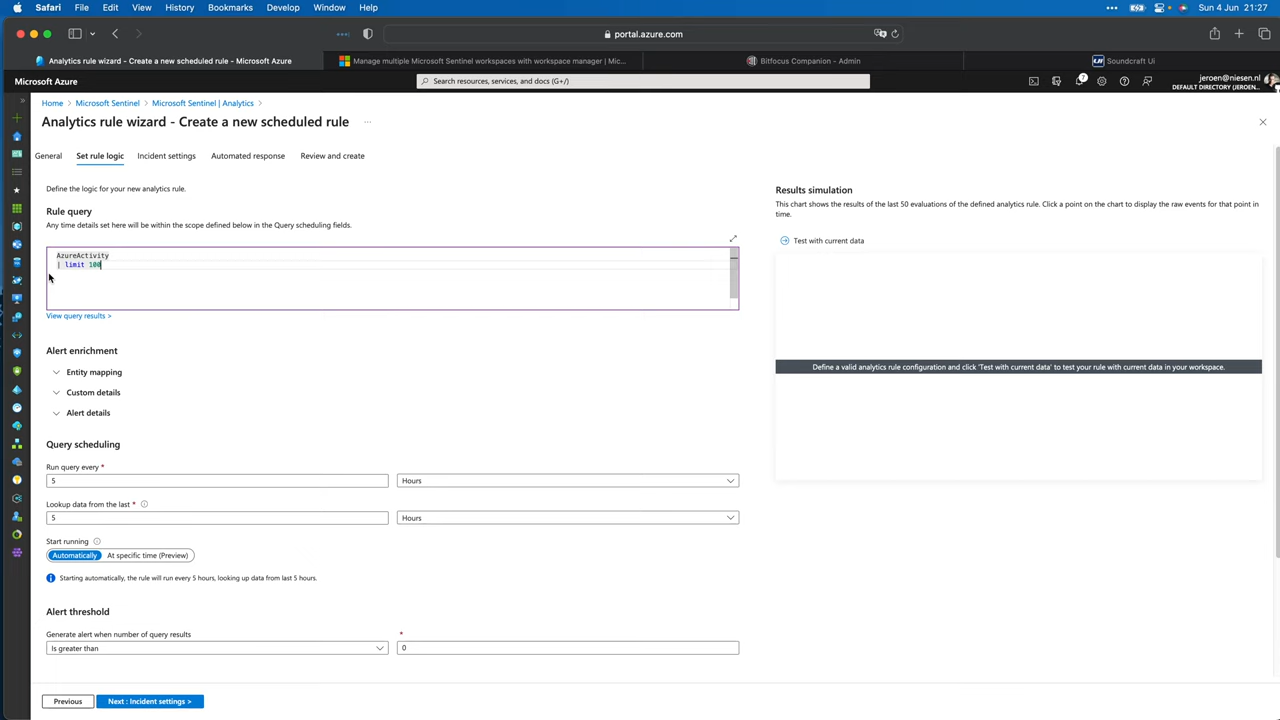 Safari File Edit View History Bookmarks Develop Window Help
Sun 4 Aug 21:27
portal.azure.com
Analytics rule wizard - Create a new scheduled rule - Microsoft Azure
Manage multiple Microsoft Sentinel workspaces with workspace manager | Mic...
Bitfocus Companion - Admin
Soundcraft Ui
Microsoft Azure
Search resources, services, and docs (G+/)
7
jeroen@niesen.nl
DEFAULT DIRECTORY (JEROEN...
Home > Microsoft Sentinel > Microsoft Sentinel | Analytics >
Analytics rule wizard - Create a new scheduled rule ...
General Set rule logic Incident settings Automated response Review and create
Define the logic for your new analytics rule.
Rule query
Any time details set here will be within the scope defined below in the Query scheduling fields.
AzureActivity
| limit 100
View query results >
Alert enrichment
Entity mapping
Custom details
Alert details
Query scheduling
Run query every *
5 Hours
Lookup data from the last *
5 Hours
Start running
Automatically At specific time (Preview)
Starting automatically, the rule will run every 5 hours, looking up data from last 5 hours.
Alert threshold
Generate alert when number of query results *
Is greater than 0
Previous Next : Incident settings >
Results simulation
This chart shows the results of the last 50 evaluations of the defined analytics rule. Click a point on the chart to display the raw events for that point in
time.
Test with current data
Define a valid analytics rule configuration and click 'Test with current data' to test your rule with current data in your workspace.